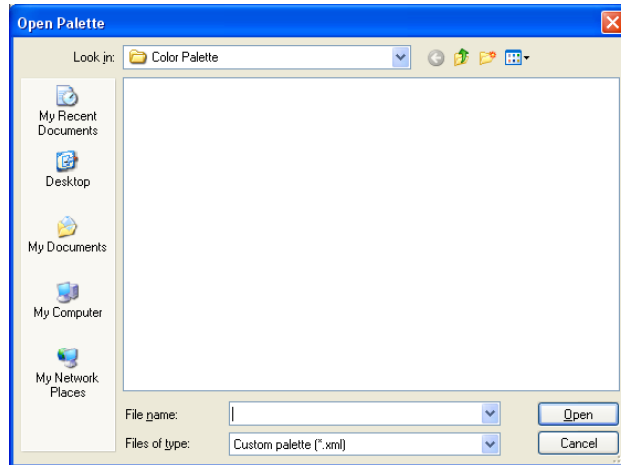 Open Palette
Look in: Color Palette
My Recent
Documents
Desktop
My Documents
My Computer
My Network
Places
File name: Open
Files of type: Custom palette (*.xml) Cancel